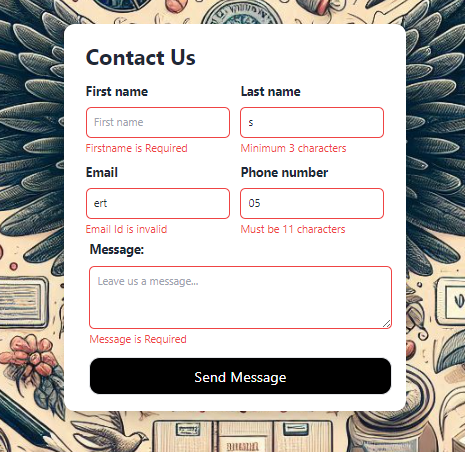 Contact Us
First name Last name
First name s
Firstname is Required Minimum 3 characters
Email Phone number
ert 05
Email Id is invalid Must be 11 characters
Message:
Leave us a message...
Message is Required
Send Message